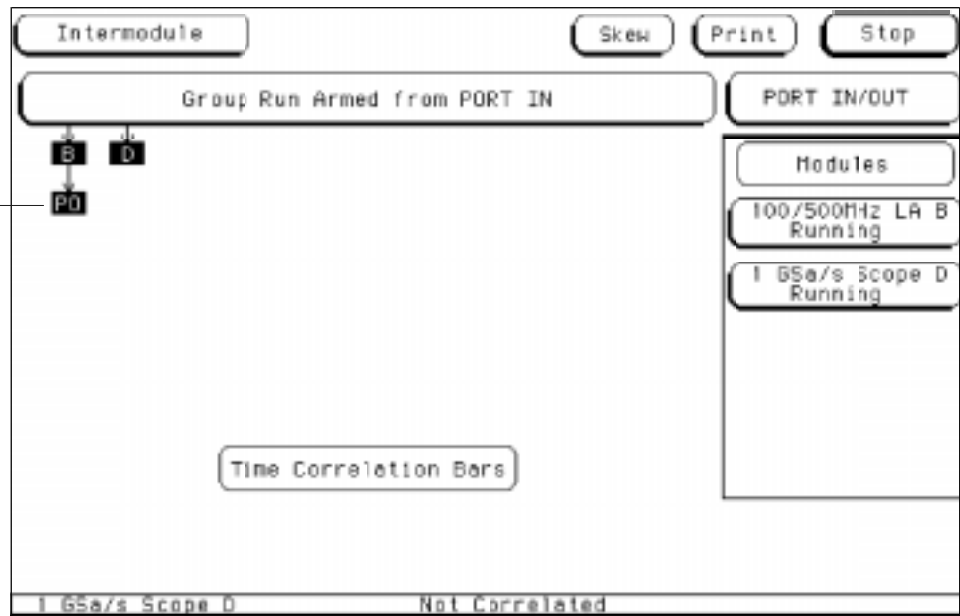 Intermodule
Skew
Print
Stop
Group Run Armed from PORT IN
PORT IN/OUT
B
D
PO
Modules
100/500MHz LA B
Running
1 GSa/s Scope D
Running
Time Correlation Bars
1 GSa/s Scope D
Not Correlated